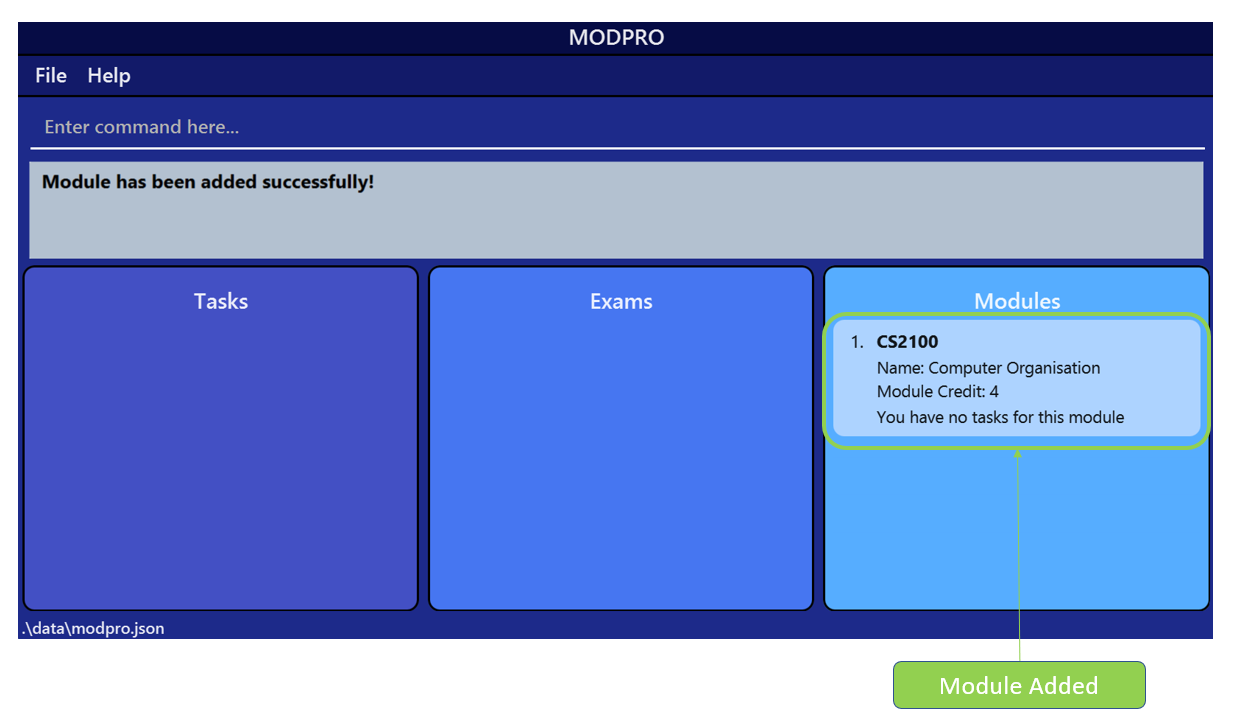 MODPRO
File Help
Enter command here...
Module has been added successfully!
Tasks
Exams
Modules
1. CS2100
Name: Computer Organisation
Module Credit: 4
You have no tasks for this module
.\data\modpro.json
Module Added